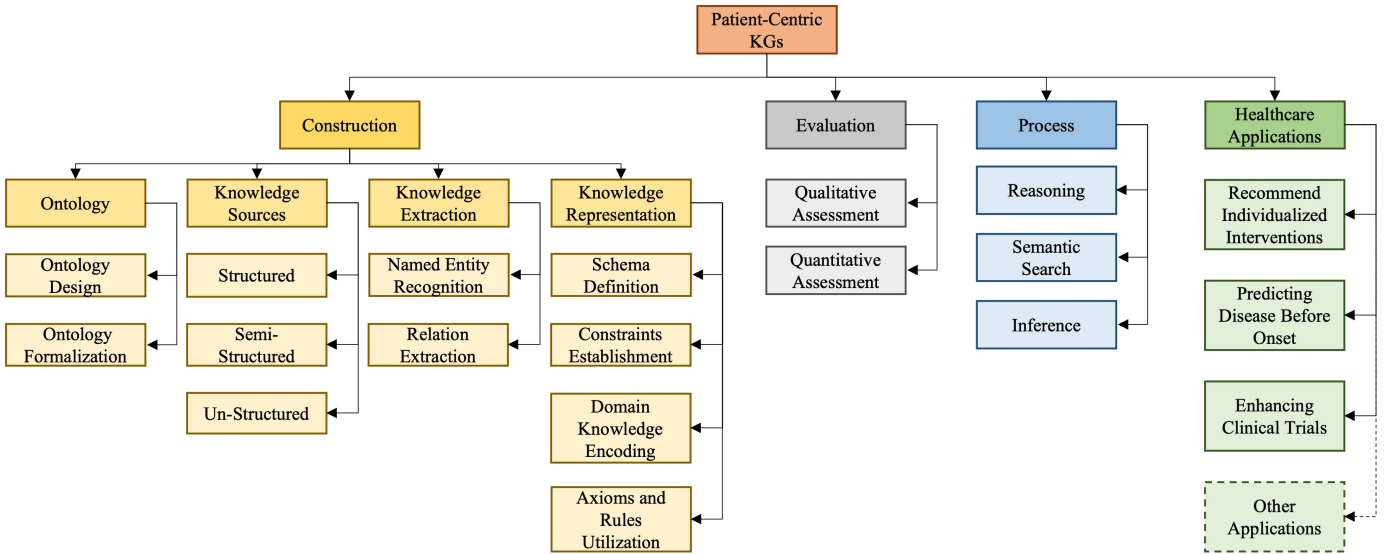 Patient-Centric
KGs
Construction
Evaluation
Process
Healthcare
Applications
Ontology
Knowledge
Sources
Knowledge
Extraction
Knowledge
Representation
Ontology
Design
Ontology
Formalization
Structured
Semi-
Structured
Un-Structured
Named Entity
Recognition
Relation
Extraction
Schema
Definition
Constraints
Establishment
Domain
Knowledge
Encoding
Axioms and
Rules
Utilization
Qualitative
Assessment
Quantitative
Assessment
Reasoning
Semantic
Search
Inference
Recommend
Individualized
Interventions
Predicting
Disease Before
Onset
Enhancing
Clinical Trials
Other
Applications